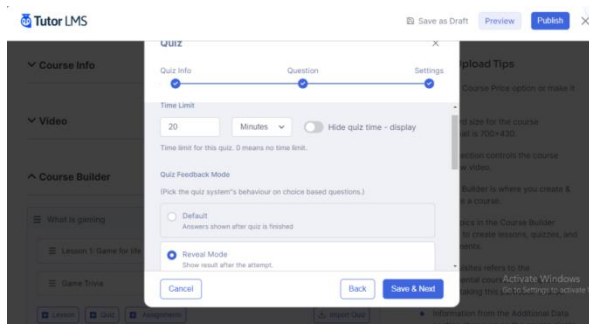 Tutor LMS
Save as Draft
Preview
Publish
Quiz
Quiz Info
Question
Settings
Time Limit
20
Minutes
Hide quiz time - display
Time limit for this quiz. 0 means no time limit.
Quiz Feedback Mode
(Pick the quiz system"s behaviour on choice based questions.)
Default
Answers shown after quiz is finished
Reveal Mode
Show result after the attempt.
Cancel
Back
Save & Next
Course Info
Video
Course Builder
What is gaming
Lesson 1: Game for life
Game Trivia
Lesson
Quiz
Assignments
Import Quiz
Upload Tips
Course Price option or make it
size for the course
is 700×430.
section controls the course
video.
Builder is where you create &
a course.
in the Course Builder
to create lessons, quizzes, and
refers to the
Activate Windows
Go to Settings to activate
Information from the Additional Data